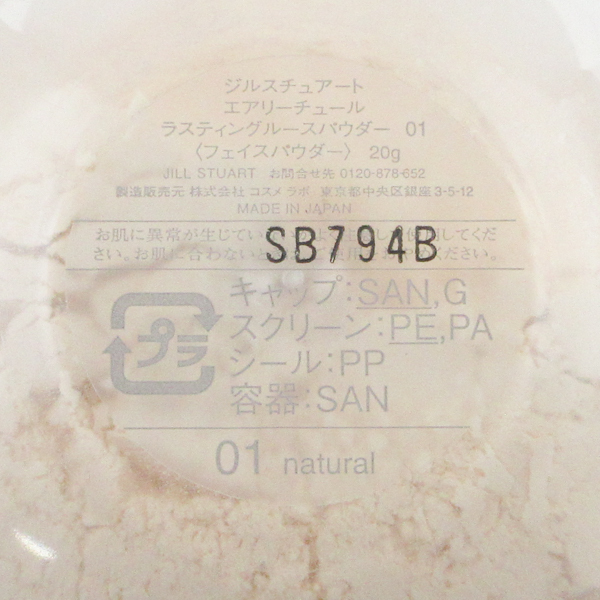 ジルスチュアート
エアリーチュール
ラスティングルースパウダー 01
〈フェイスパウダー〉 20g
JILL STUART お問合せ先 0120-878-652
製造販売元 株式会社 コスメ ラボ 東京都中央区銀座3-5-12
MADE IN JAPAN
お肌に異常が生じてい
使用してくだ
SB794B
さい。お肌に合わない
キャップ:SAN,G
スクリーン:PE,PA
シール:PP
容器:SAN
プラ
01 natural